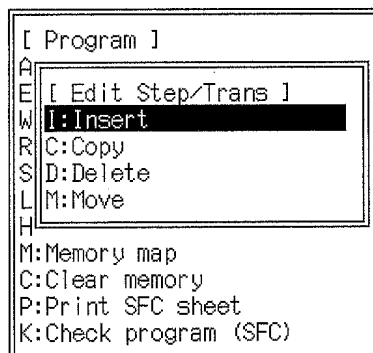 [ Program ]
A
E [ Edit Step/Trans ]
W I:Insert
R C:Copy
S D:Delete
L M:Move
H
M:Memory map
C:Clear memory
P:Print SFC sheet
K:Check program (SFC)